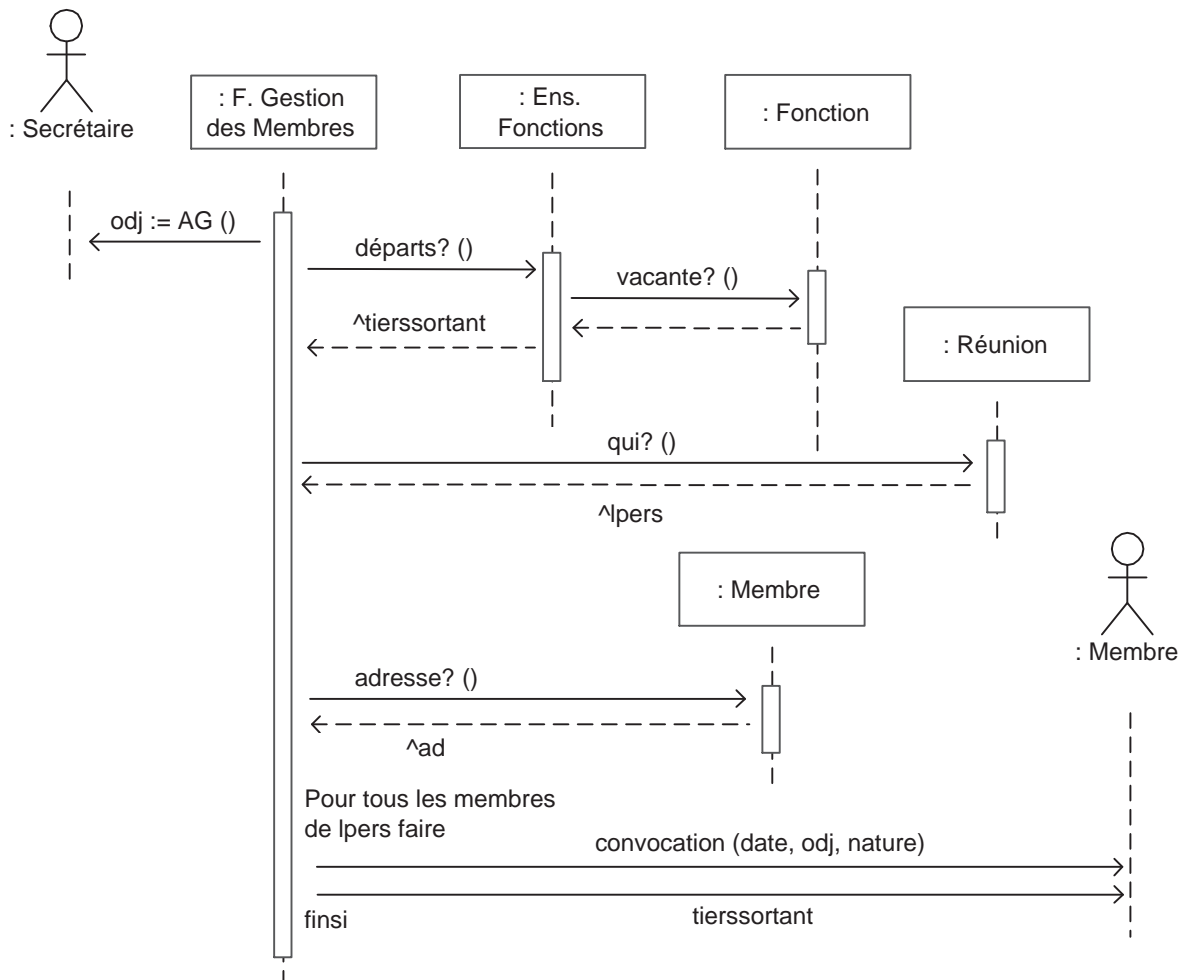 : Secrétaire
: F. Gestion
des Membres
: Ens.
Fonctions
: Fonction
odj := AG ()
départs? ()
vacante? ()
^tierssortant
: Réunion
qui? ()
^lpers
: Membre
: Membre
adresse? ()
^ad
Pour tous les membres
de lpers faire
convocation (date, odj, nature)
tierssortant
finsi